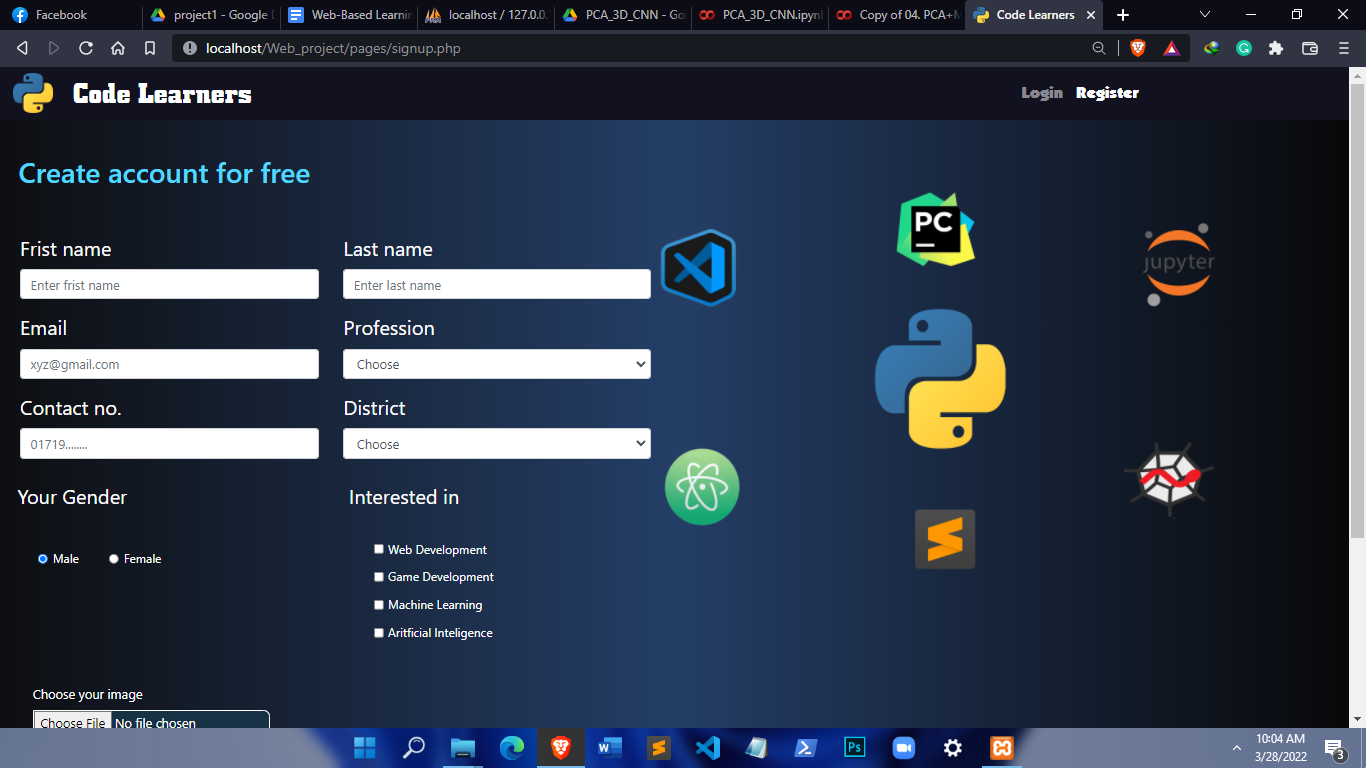 Facebook
project1 - Google D
Web-Based Learnin
localhost / 127.0.0.
PCA_3D_CNN - Goo
PCA_3D_CNN.ipynb
Copy of 04. PCA+M
Code Learners
localhost/Web_project/pages/signup.php
Code Learners
Login Register
Create account for free
Frist name
Last name
Enter frist name
Enter last name
Email
Profession
xyz@gmail.com
Choose
Contact no.
District
01719........
Choose
Your Gender
Interested in
Male
Female
Web Development
Game Development
Machine Learning
Aritficial Inteligence
Choose your image
Choose File No file chosen
PC
jupyter
10:04 AM
3/28/2022
3